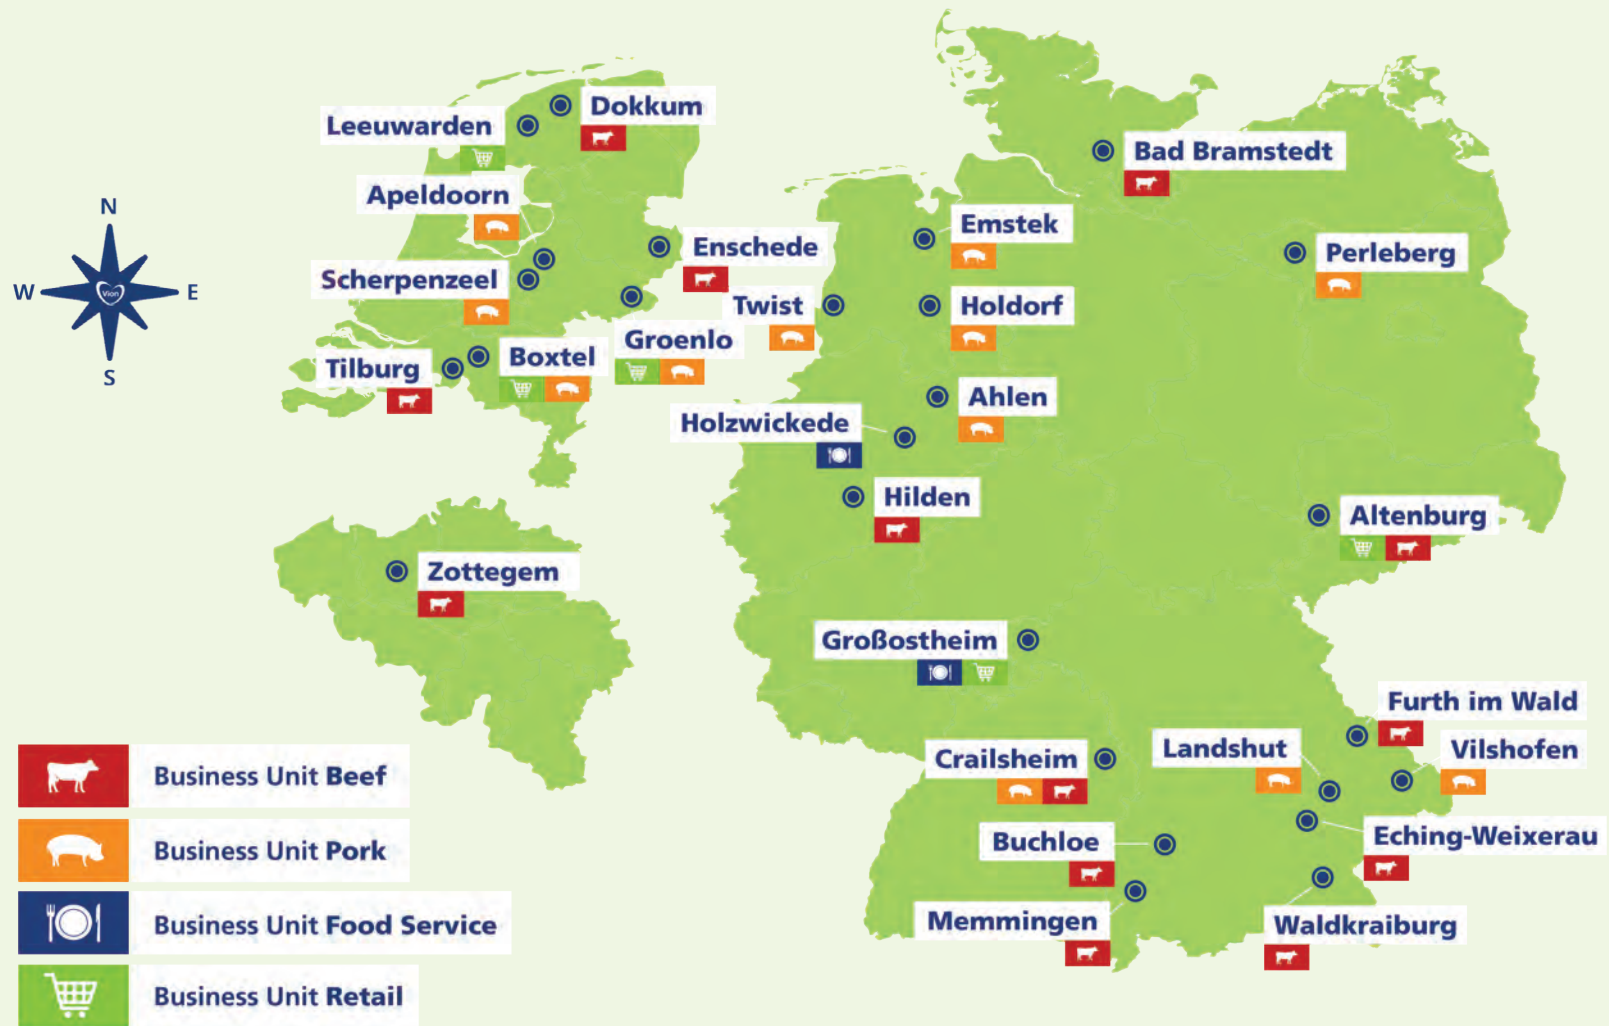 Dokkum
Leeuwarden
Bad Bramstedt
Apeldoorn
N
Emstek
Enschede
Perleberg
Scherpenzeel
W
Vion
E
Twist
Holdorf
Groenlo
Boxtel
Tilburg
S
Ahlen
Holzwickede
Hilden
Altenburg
Zottegem
Großostheim
Furth im Wald
Landshut
Vilshofen
Crailsheim
Business Unit Beef
Eching-Weixerau
Buchloe
Business Unit Pork
Memmingen
Waldkraiburg
Business Unit Food Service
Business Unit Retail